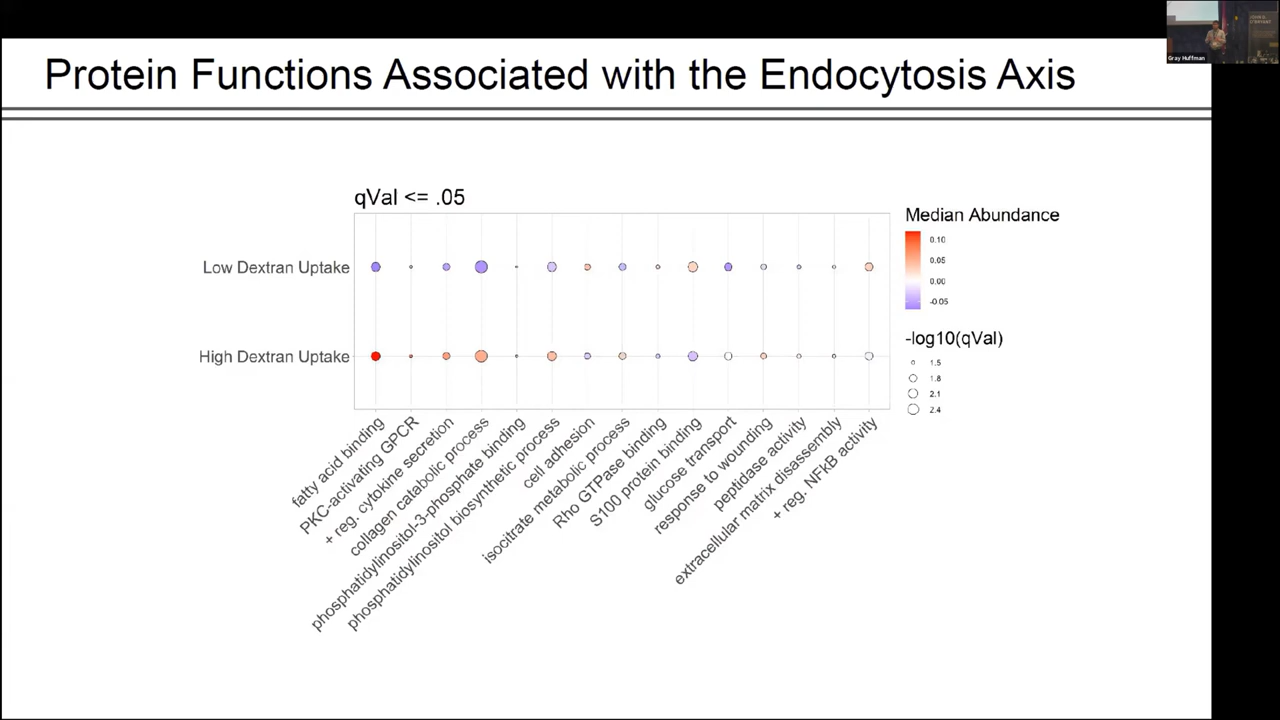 Protein Functions Associated with the Endocytosis Axis
Gray Huffman
qVal <= .05
Low Dextran Uptake
High Dextran Uptake
fatty acid binding
PKC-activating GPCR
+ reg. cytokine secretion
collagen catabolic process
phosphatidylinositol-3-phosphate binding
phosphatidylinositol biosynthetic process
cell adhesion
isocitrate metabolic process
Rho GTPase binding
S100 protein binding
glucose transport
response to wounding
peptidase activity
extracellular matrix disassembly
+ reg. NFkB activity
Median Abundance
0.10
0.05
0.00
-0.05
-log10(qVal)
1.5
1.8
2.1
2.4